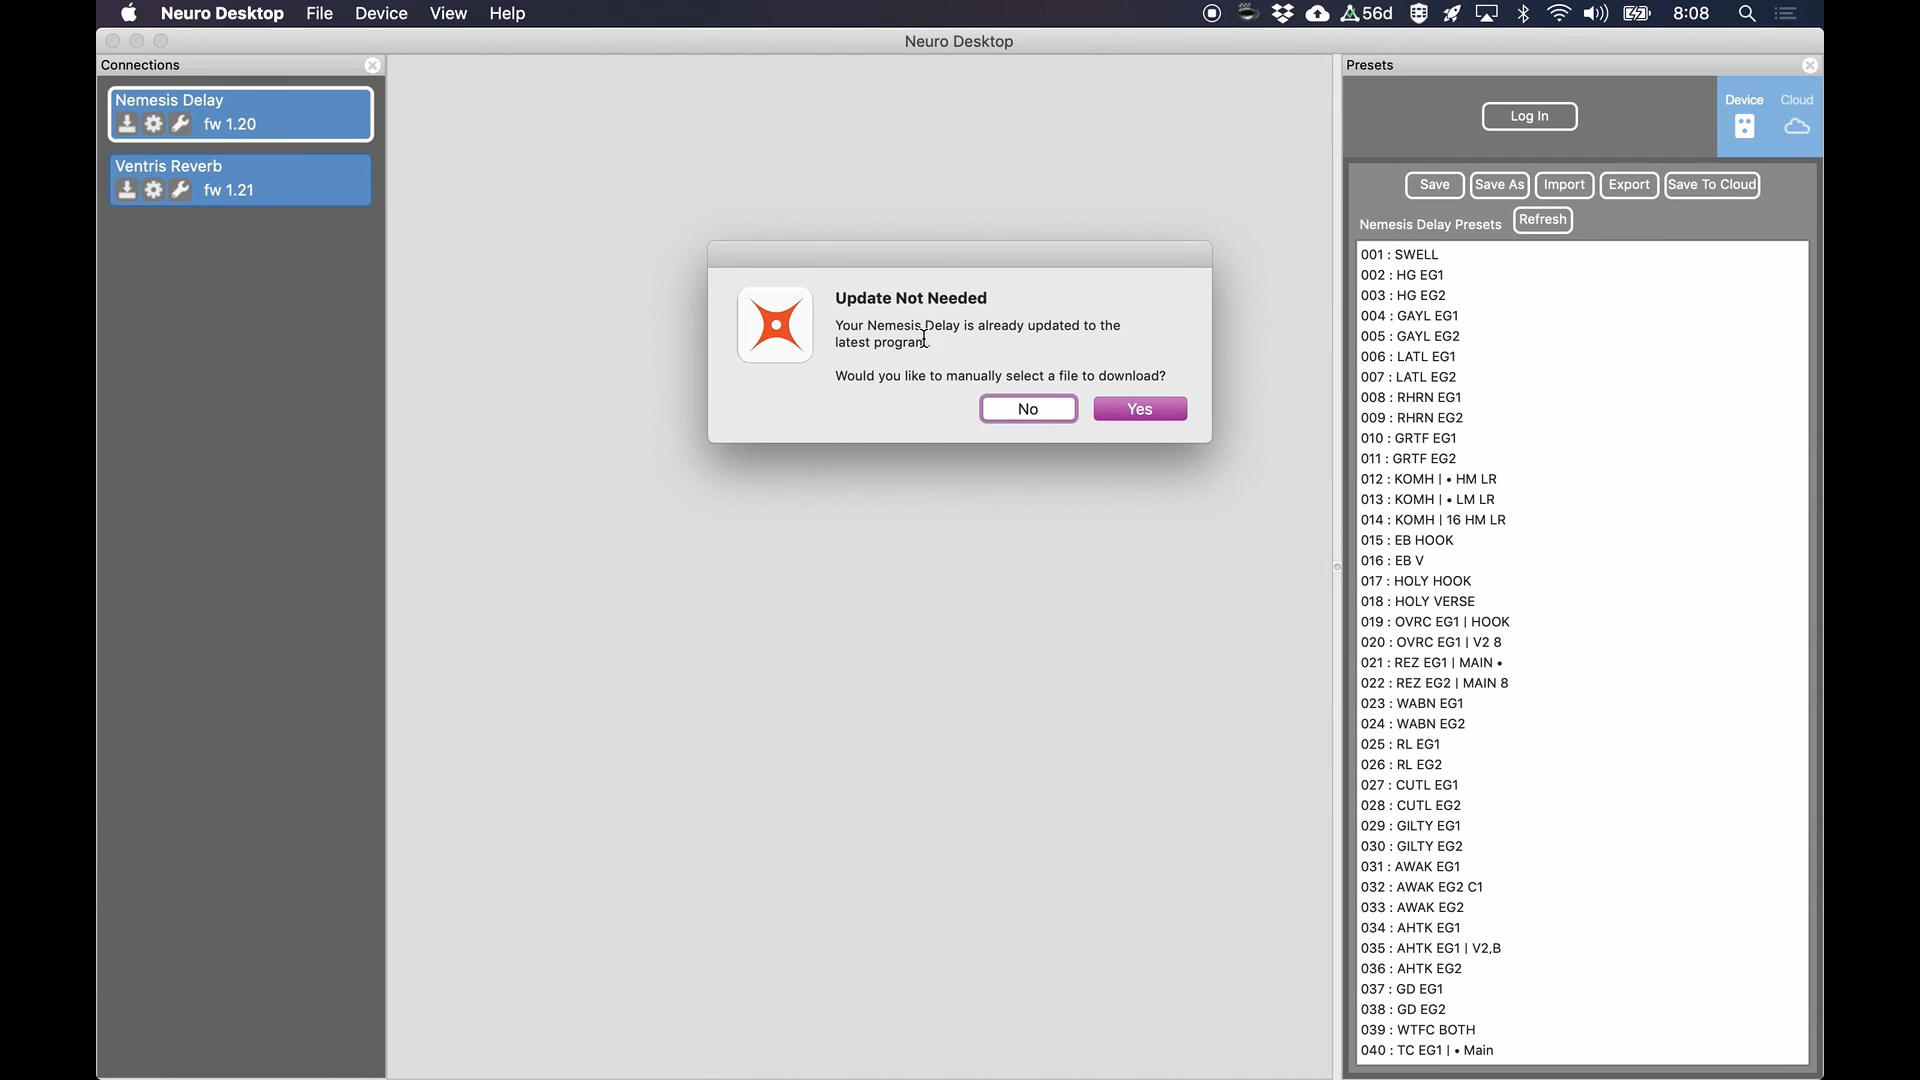 Neuro Desktop File Device View Help 56d 8:08
Neuro Desktop
Connections
Nemesis Delay
fw 1.20
Ventris Reverb
fw 1.21
Update Not Needed
Your Nemesis Delay is already updated to the
latest program.
Would you like to manually select a file to download?
No Yes
Presets
Log In
Device Cloud
Save Save As Import Export Save To Cloud
Nemesis Delay Presets Refresh
001 : SWELL
002 : HG EG1
003 : HG EG2
004 : GAYL EG1
005 : GAYL EG2
006 : LATL EG1
007 : LATL EG2
008 : RHRN EG1
009 : RHRN EG2
010 : GRTF EG1
011 : GRTF EG2
012 : KOMH | • HM LR
013 : KOMH | • LM LR
014 : KOMH | 16 HM LR
015 : EB HOOK
016 : EB V
017 : HOLY HOOK
018 : HOLY VERSE
019 : OVRC EG1 | HOOK
020 : OVRC EG1 | V2 8
021 : REZ EG1 | MAIN •
022 : REZ EG2 | MAIN 8
023 : WABN EG1
024 : WABN EG2
025 : RL EG1
026 : RL EG2
027 : CUTL EG1
028 : CUTL EG2
029 : GILTY EG1
030 : GILTY EG2
031 : AWAK EG1
032 : AWAK EG2 C1
033 : AWAK EG2
034 : AHTK EG1
035 : AHTK EG1 | V2,B
036 : AHTK EG2
037 : GD EG1
038 : GD EG2
039 : WTFC BOTH
040 : TC EG1 | • Main